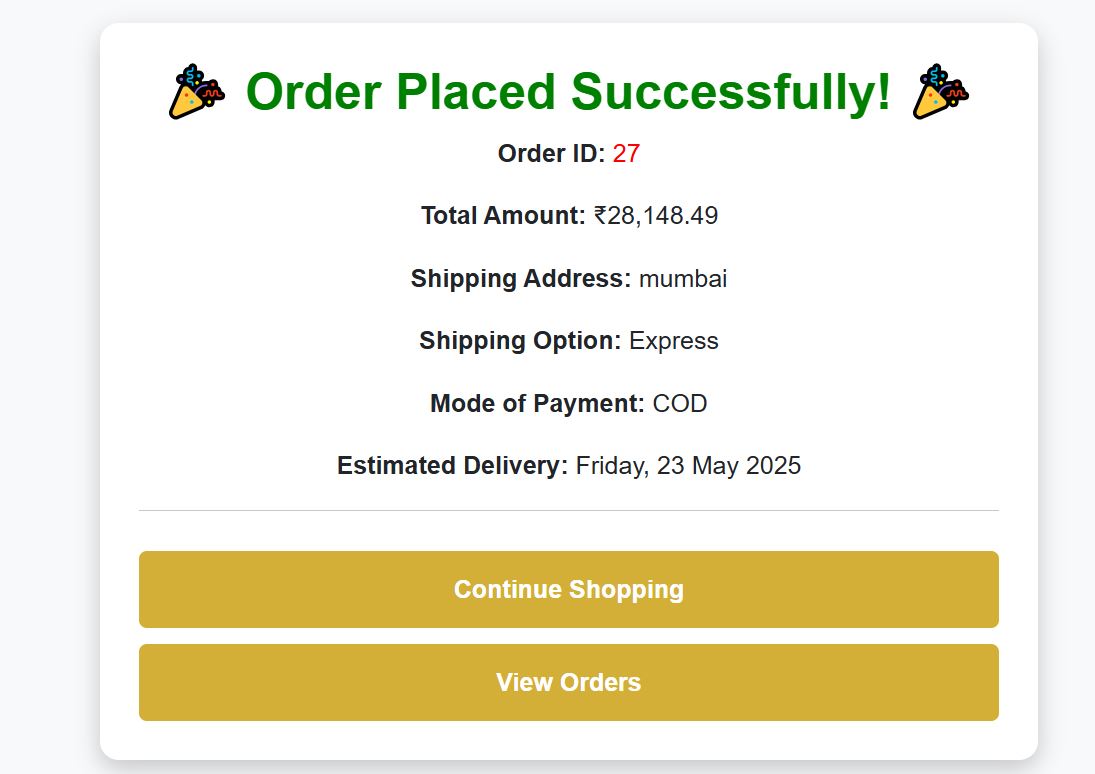 🎉 Order Placed Successfully! 🎉
Order ID: 27
Total Amount: ₹28,148.49
Shipping Address: mumbai
Shipping Option: Express
Mode of Payment: COD
Estimated Delivery: Friday, 23 May 2025
Continue Shopping
View Orders